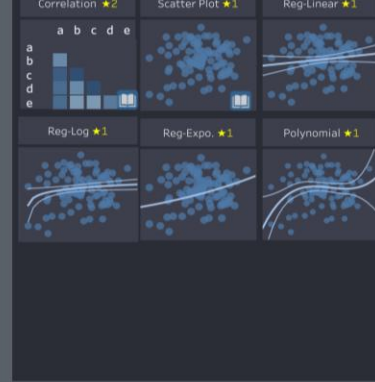 Correlation ★2
Scatter Plot ★1
Reg-Linear ★1
a b c d e
a
b
c
d
e
Reg-Log ★1
Reg-Expo. ★1
Polynomial ★1